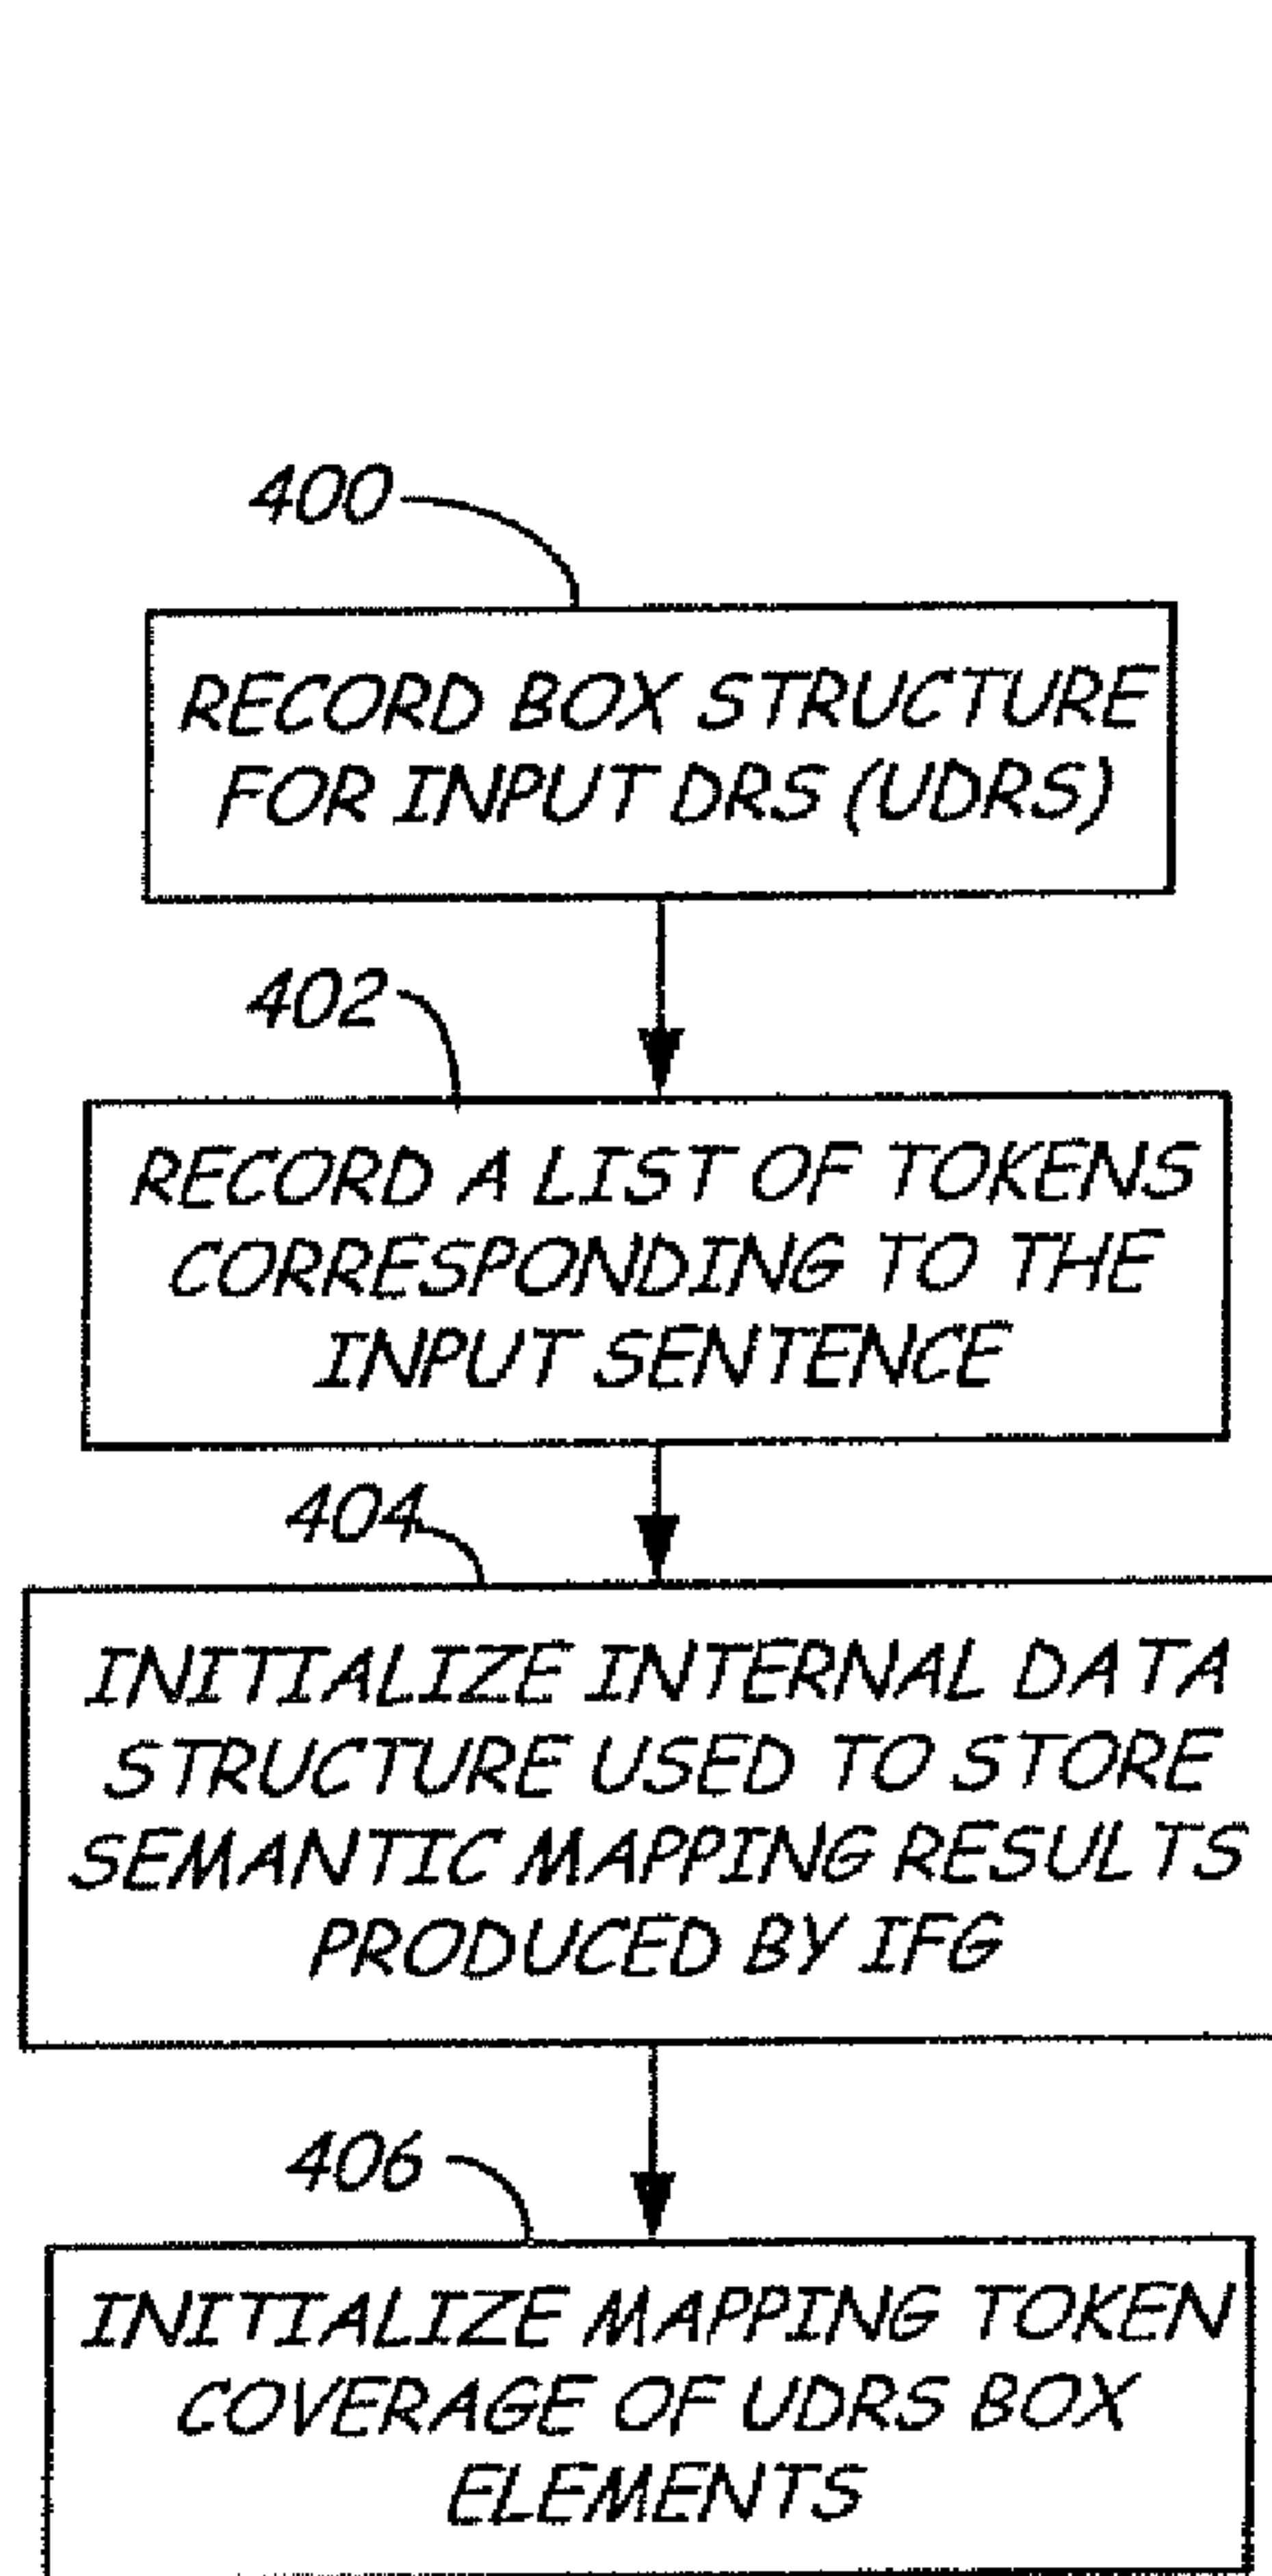 400
RECORD BOX STRUCTURE
FOR INPUT DRS (UDRS)
402
RECORD A LIST OF TOKENS
CORRESPONDING TO THE
INPUT SENTENCE
404
INITIALIZE INTERNAL DATA
STRUCTURE USED TO STORE
SEMANTIC MAPPING RESULTS
PRODUCED BY IFG
406
INITIALIZE MAPPING TOKEN
COVERAGE OF UDRS BOX
ELEMENTS